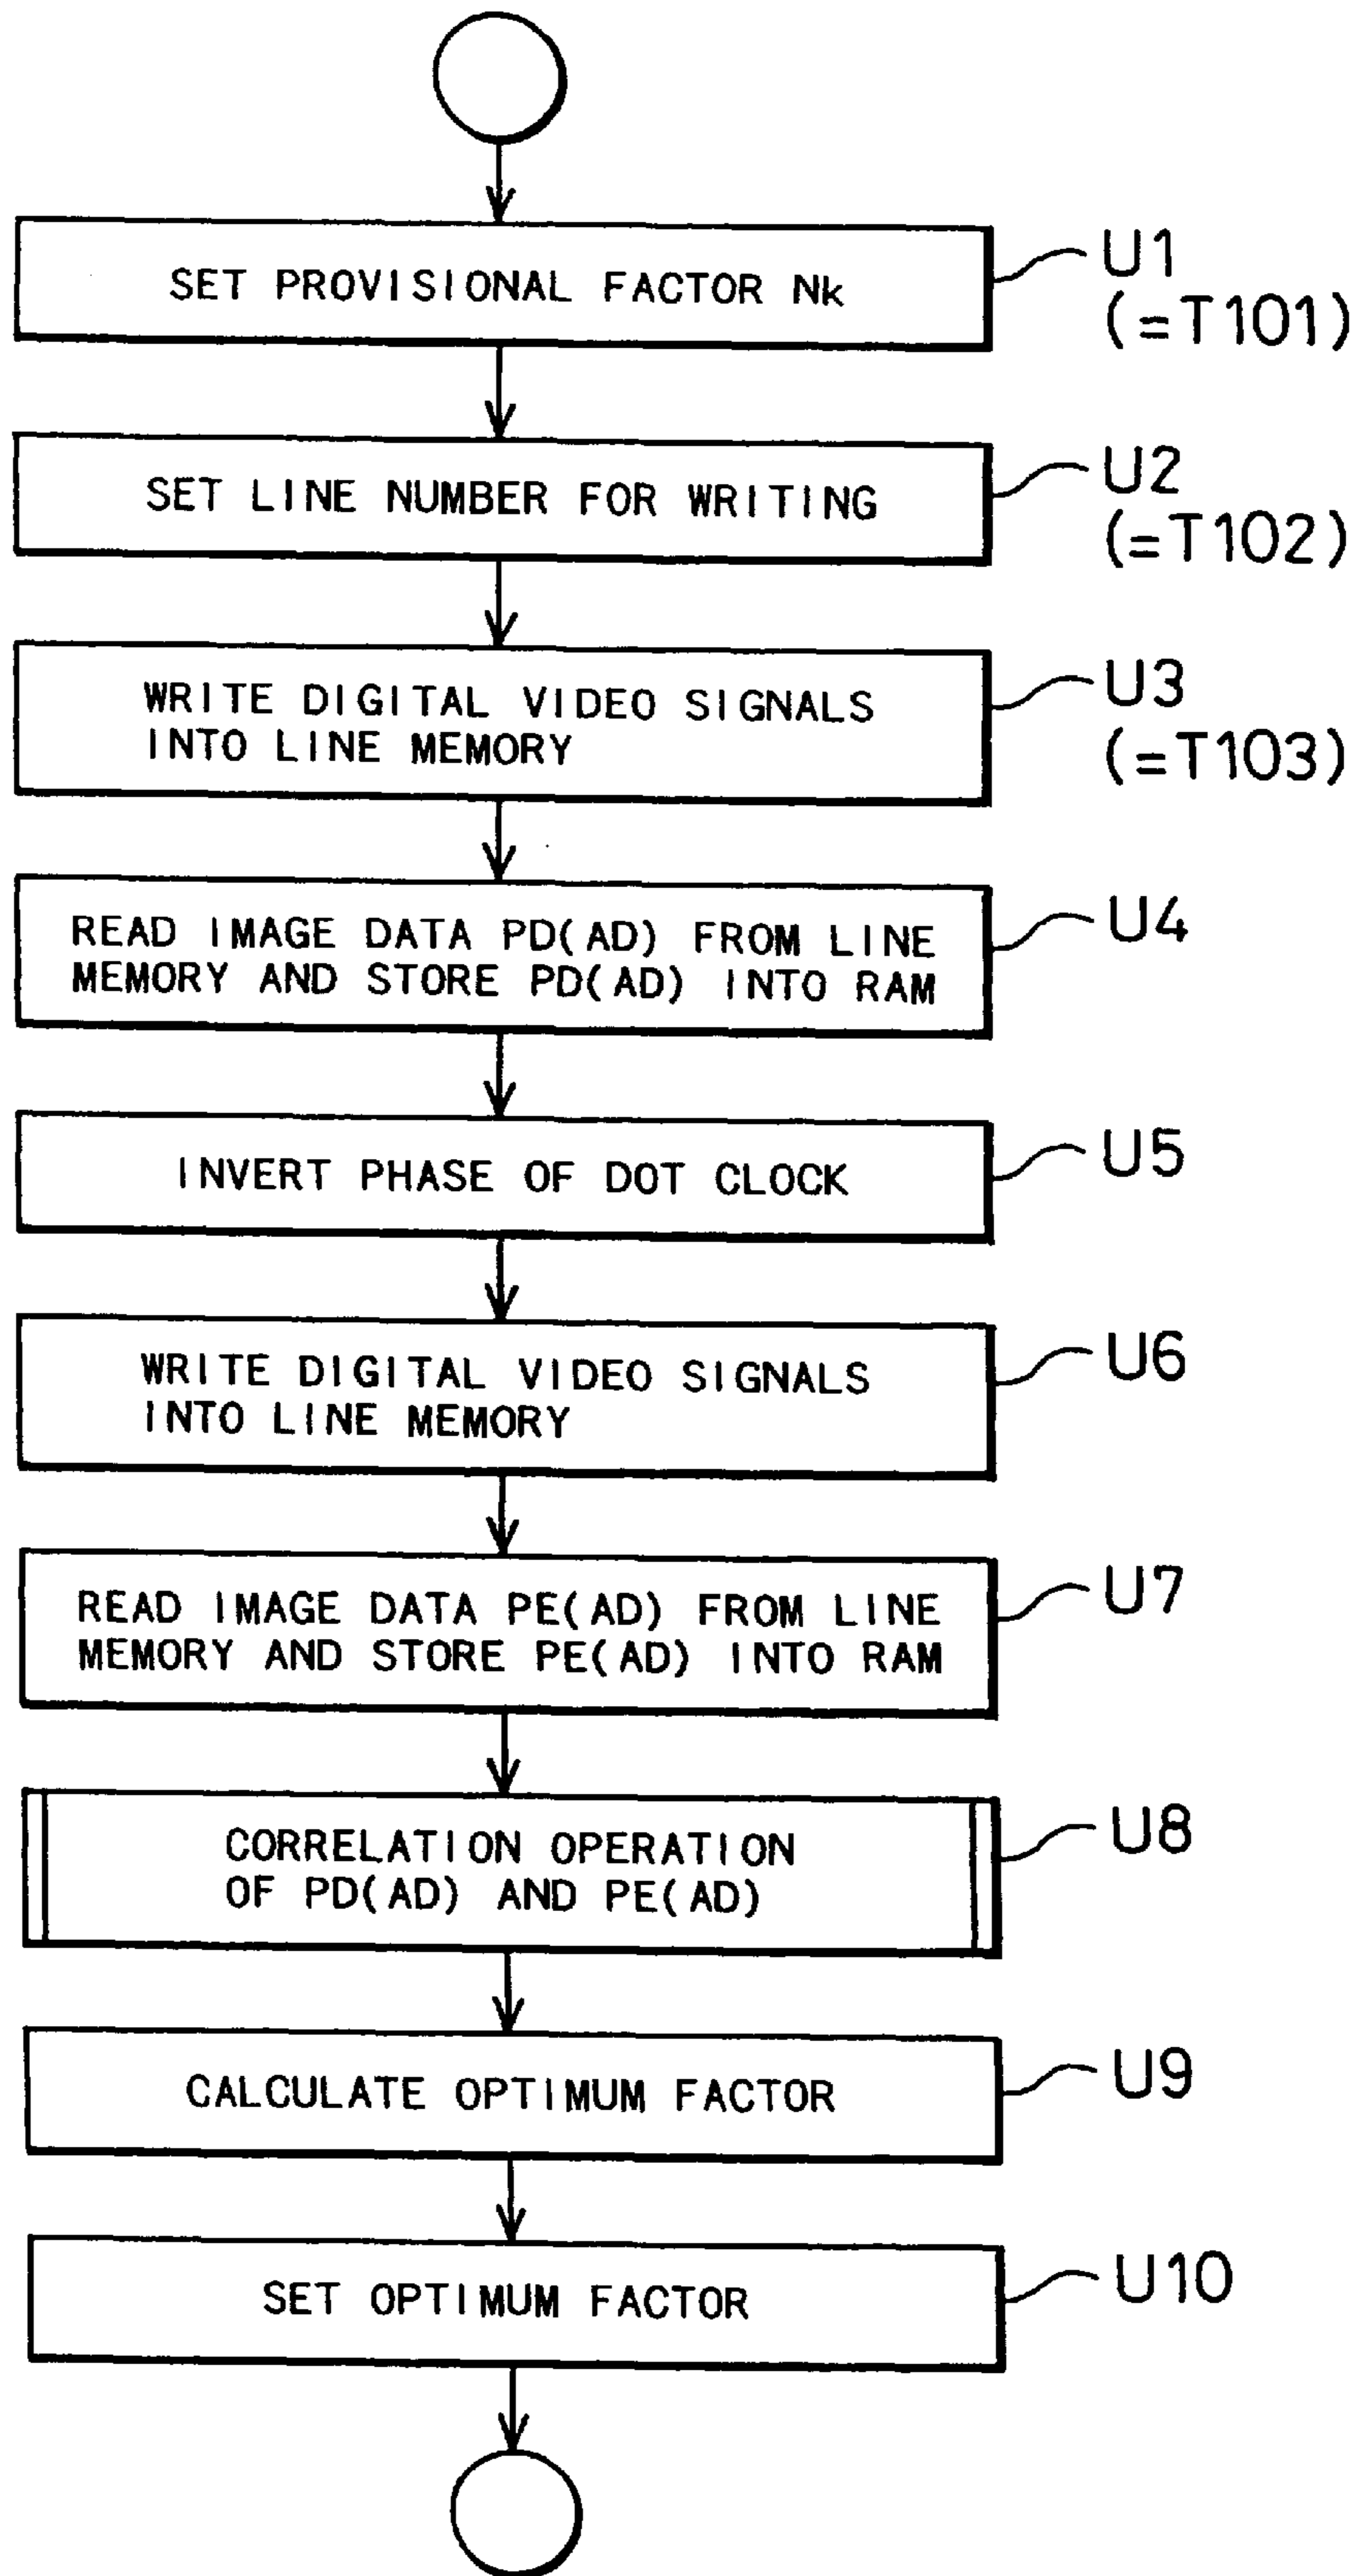 SET PROVISIONAL FACTOR Nk
U1
(=T101)
SET LINE NUMBER FOR WRITING
U2
(=T102)
WRITE DIGITAL VIDEO SIGNALS
INTO LINE MEMORY
U3
(=T103)
READ IMAGE DATA PD(AD) FROM LINE
MEMORY AND STORE PD(AD) INTO RAM
U4
INVERT PHASE OF DOT CLOCK
U5
WRITE DIGITAL VIDEO SIGNALS
INTO LINE MEMORY
U6
READ IMAGE DATA PE(AD) FROM LINE
MEMORY AND STORE PE(AD) INTO RAM
U7
CORRELATION OPERATION
OF PD(AD) AND PE(AD)
U8
CALCULATE OPTIMUM FACTOR
U9
SET OPTIMUM FACTOR
U10